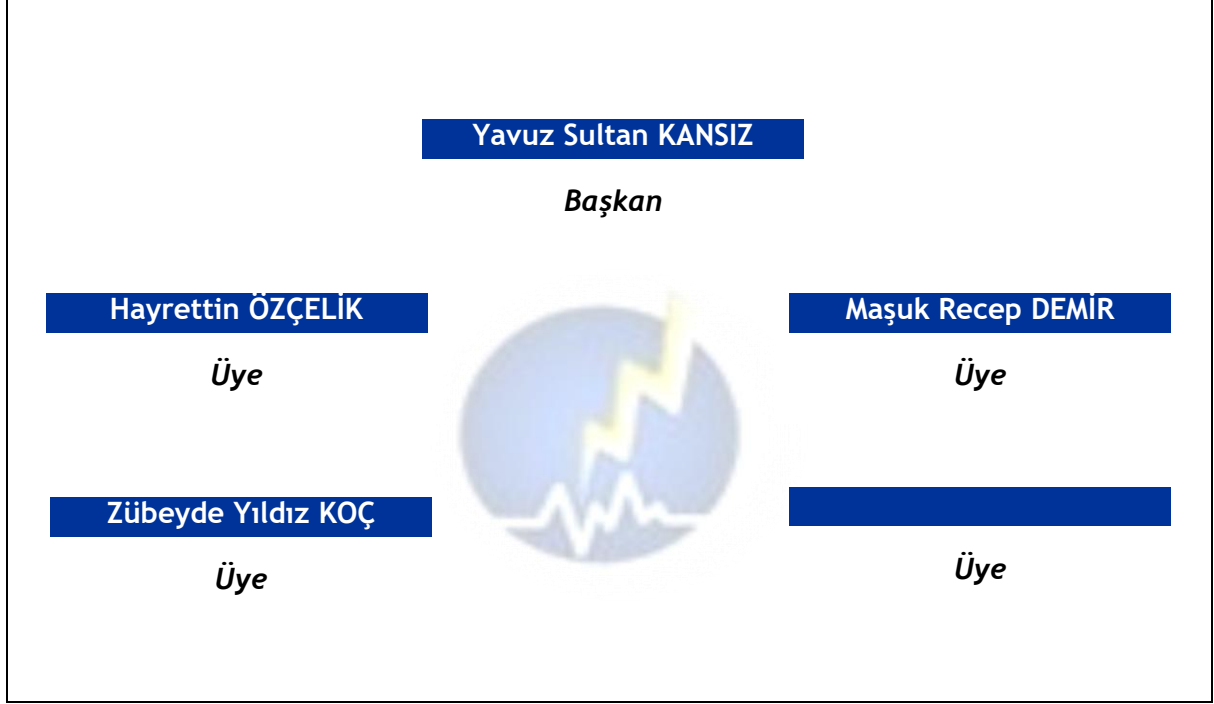 Yavuz Sultan KANSIZ
Başkan
Hayrettin ÖZÇELİK
Maşuk Recep DEMİR
Üye
Üye
Zübeyde Yıldız KOÇ
Üye
Üye